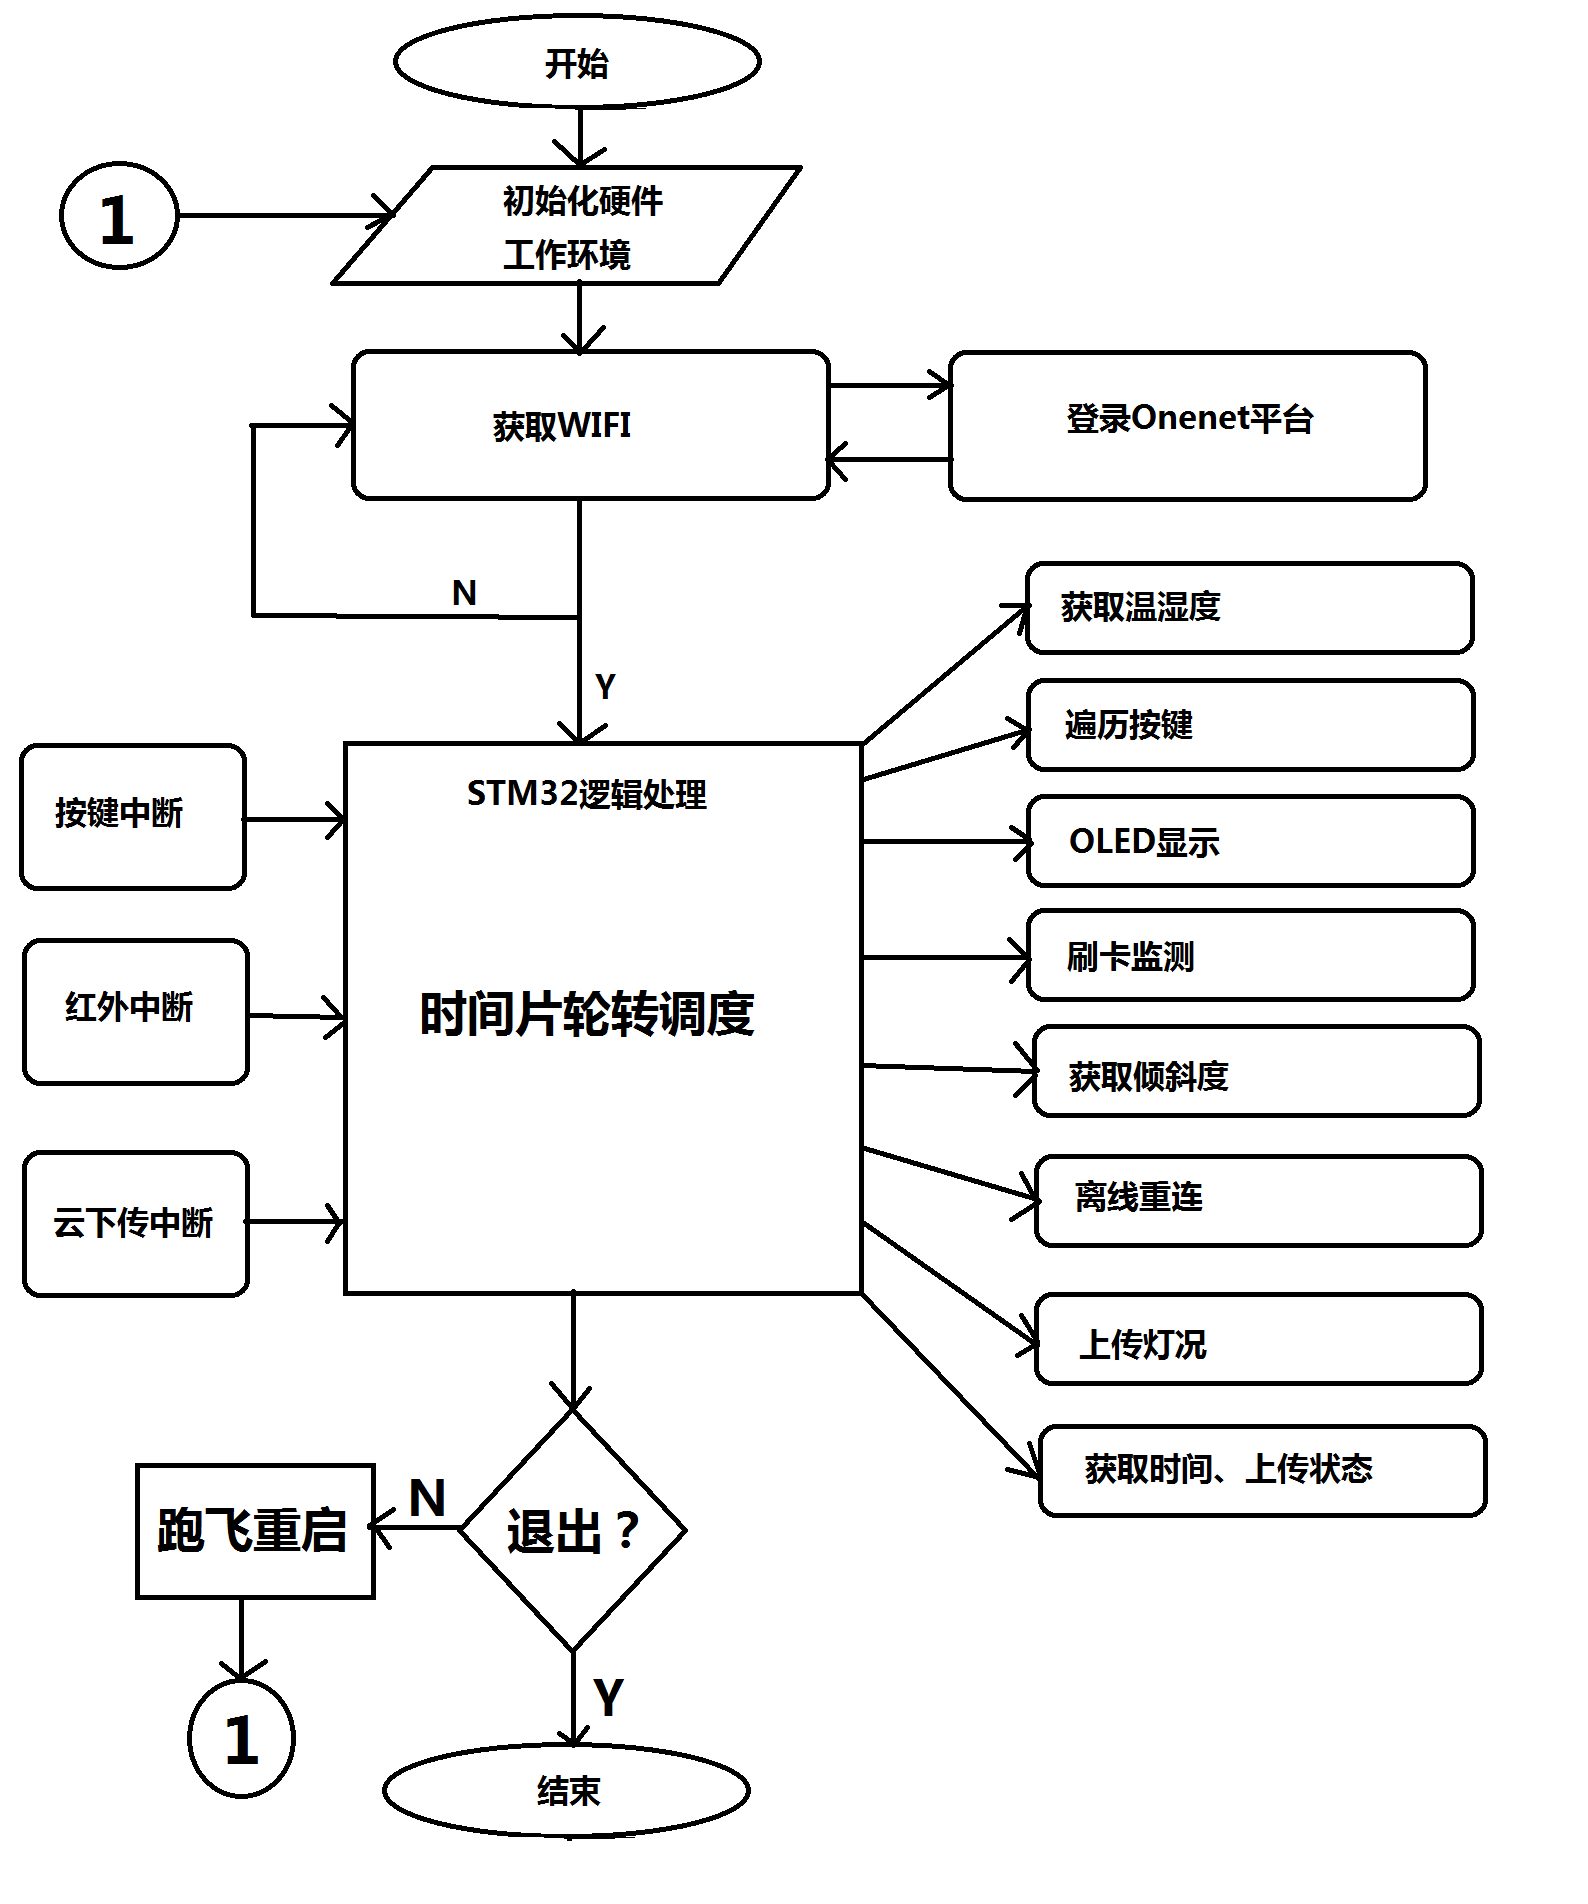 开始
1
初始化硬件
工作环境
获取WIFI
登录Onenet平台
N
Y
获取温湿度
遍历按键
OLED显示
刷卡监测
获取倾斜度
离线重连
上传灯况
获取时间、上传状态
按键中断
红外中断
云下传中断
STM32逻辑处理
时间片轮转调度
退出？
N
跑飞重启
1
Y
结束